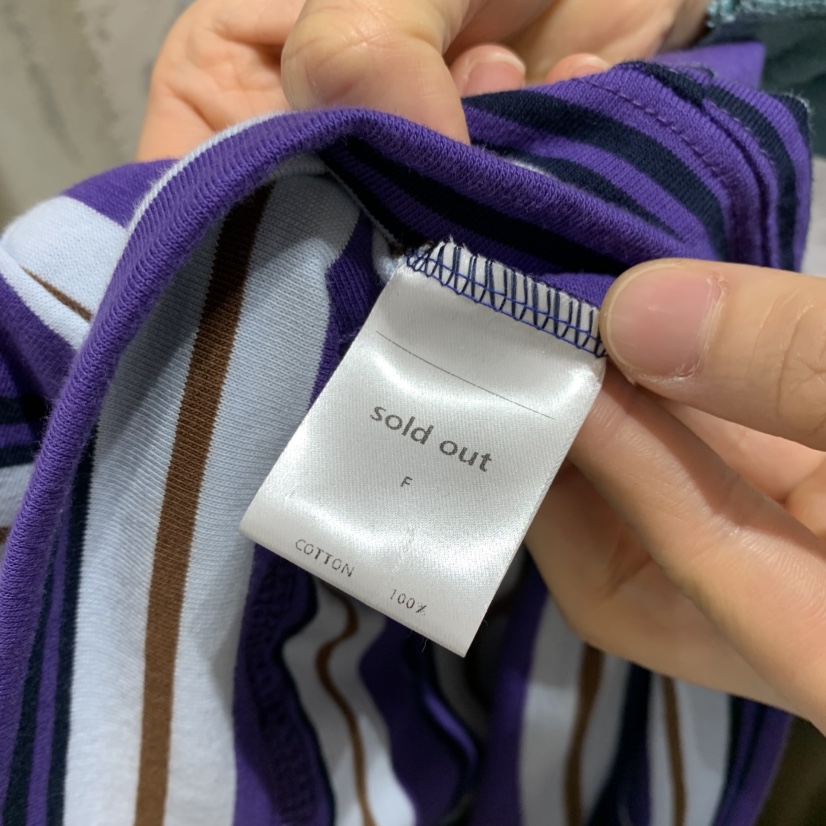 sold out
F
COTTON 100%